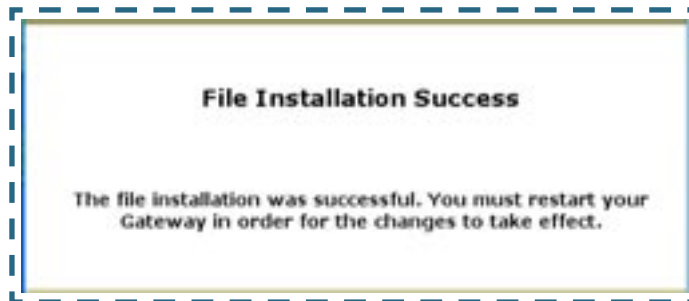 File Installation Success
The file installation was successful. You must restart your
Gateway in order for the changes to take effect.